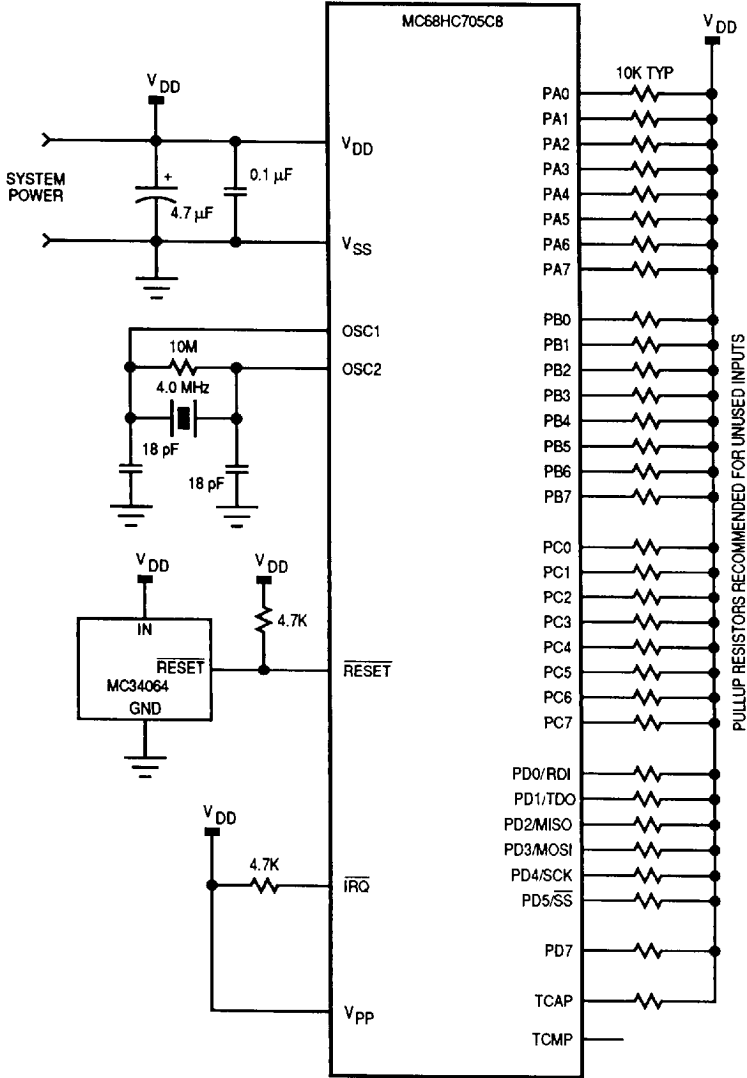 MC68HC705C8
VDD
SYSTEM
POWER
+
4.7 µF
0.1 µF
VDD
VSS
OSC1
OSC2
10M
4.0 MHz
18 pF
18 pF
VDD
IN
RESET
MC34064
GND
VDD
4.7K
RESET
VDD
4.7K
IRQ
VPP
VDD
10K TYP
PA0
PA1
PA2
PA3
PA4
PA5
PA6
PA7
PB0
PB1
PB2
PB3
PB4
PB5
PB6
PB7
PC0
PC1
PC2
PC3
PC4
PC5
PC6
PC7
PD0/RDI
PD1/TDO
PD2/MISO
PD3/MOSI
PD4/SCK
PD5/SS
PD7
TCAP
TCMP
PULLUP RESISTORS RECOMMENDED FOR UNUSED INPUTS